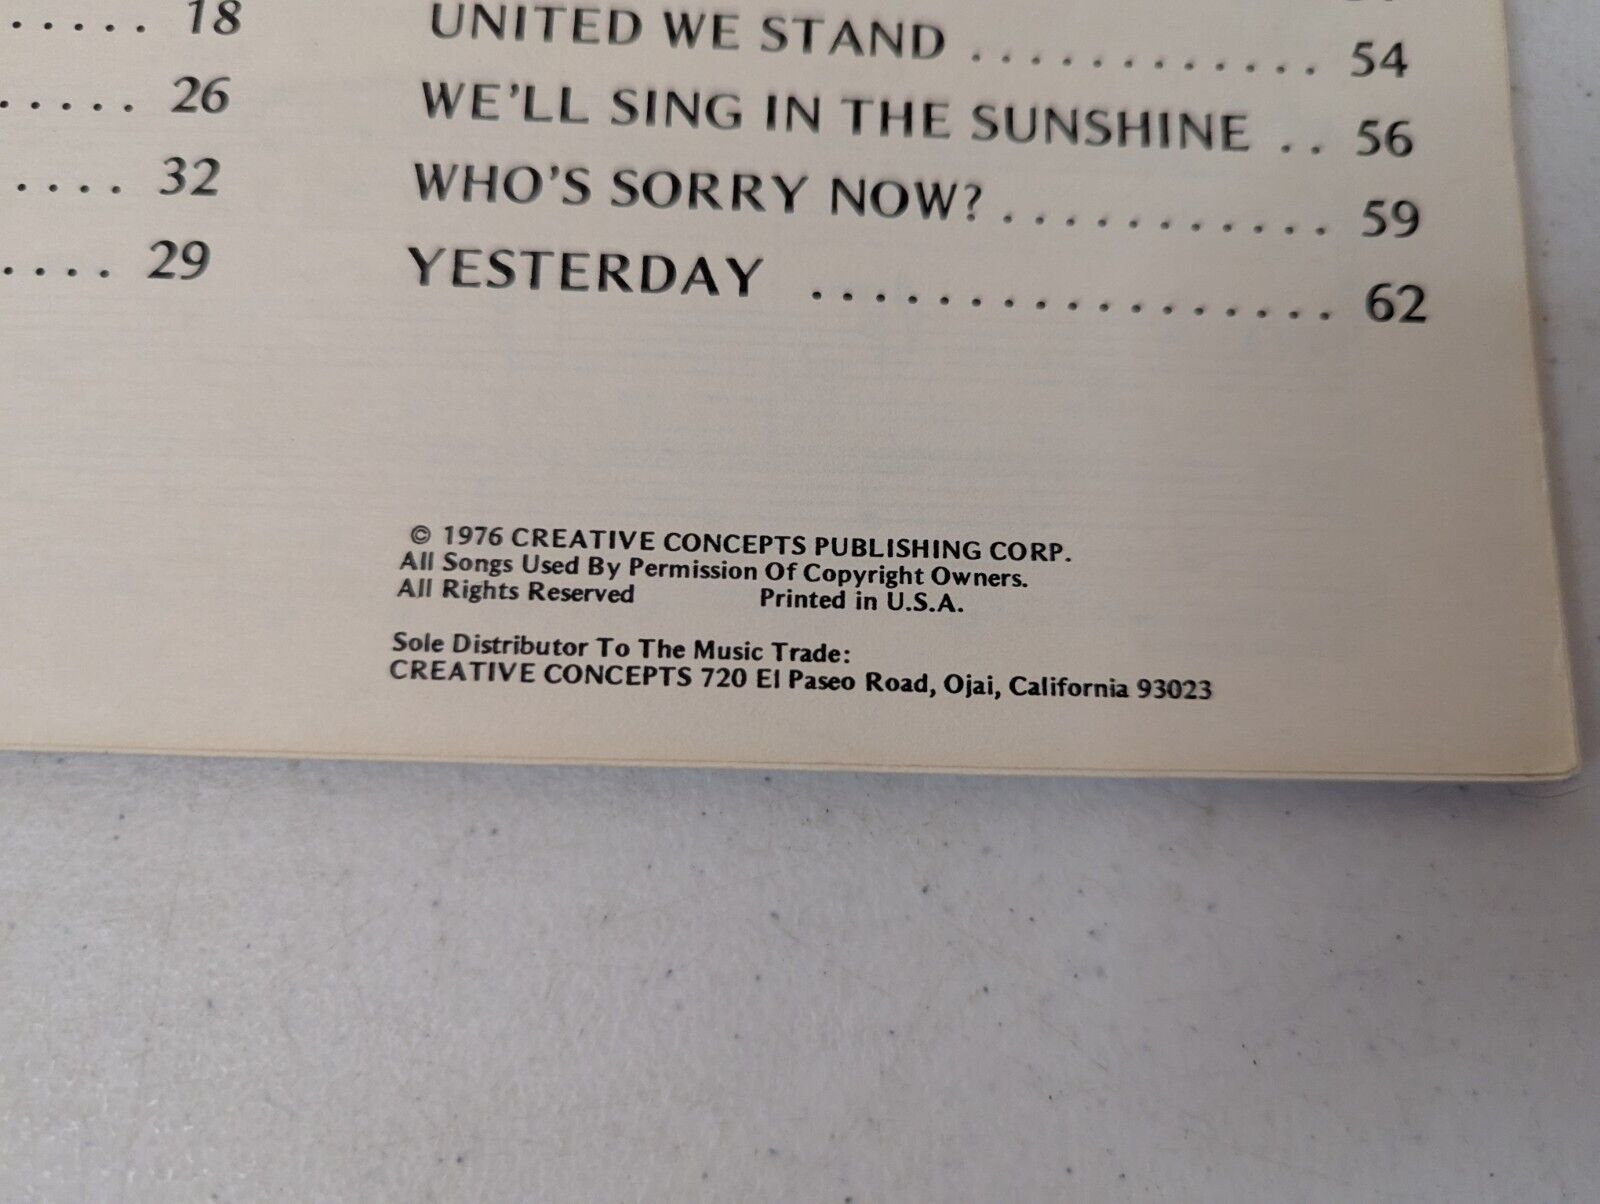 ..... 18
..... 26
.... 32
.... 29
UNITED WE STAND ............ 54
WE'LL SING IN THE SUNSHINE .. 56
WHO'S SORRY NOW? ........... 59
YESTERDAY ................. 62
© 1976 CREATIVE CONCEPTS PUBLISHING CORP.
All Songs Used By Permission Of Copyright Owners.
All Rights Reserved Printed in U.S.A.
Sole Distributor To The Music Trade:
CREATIVE CONCEPTS 720 El Paseo Road, Ojai, California 93023